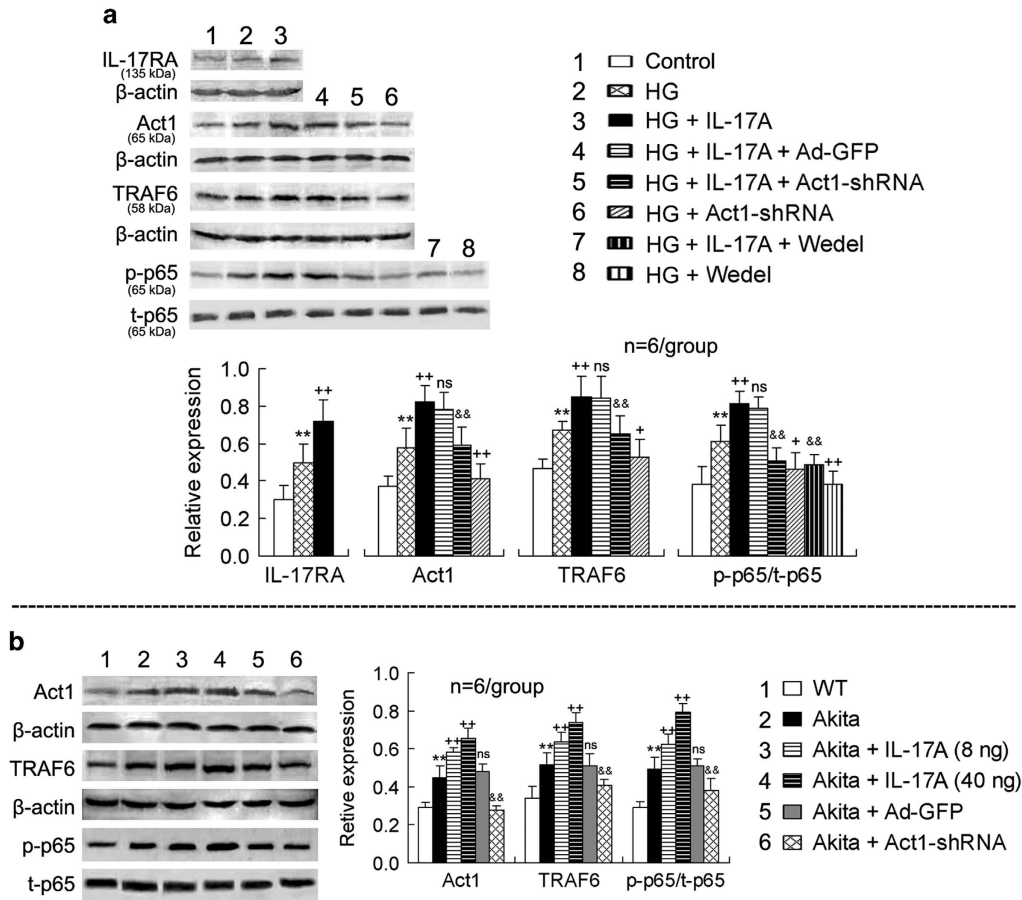 a
1 2 3
IL-17RA
(135 kDa)
β-actin
4 5 6
Act1
(65 kDa)
β-actin
TRAF6
(58 kDa)
β-actin
7 8
p-p65
(65 kDa)
t-p65
(65 kDa)
1 Control
2 HG
3 HG + IL-17A
4 HG + IL-17A + Ad-GFP
5 HG + IL-17A + Act1-shRNA
6 HG + Act1-shRNA
7 HG + IL-17A + Wedel
8 HG + Wedel
n=6/group
Relative expression
1.0
0.8
0.6
0.4
0.2
0.0
** ++
** ++ ns && ++
** ++ ns && +
** ++ ns && + && ++
IL-17RA Act1 TRAF6 p-p65/t-p65
b
1 2 3 4 5 6
Act1
β-actin
TRAF6
β-actin
p-p65
t-p65
n=6/group
Retive expression
1.0
0.8
0.6
0.4
0.2
0.0
** ++ ++ ns &&
** ++ ++ ns &&
** ++ ++ ns &&
Act1 TRAF6 p-p65/t-p65
1 WT
2 Akita
3 Akita + IL-17A (8 ng)
4 Akita + IL-17A (40 ng)
5 Akita + Ad-GFP
6 Akita + Act1-shRNA